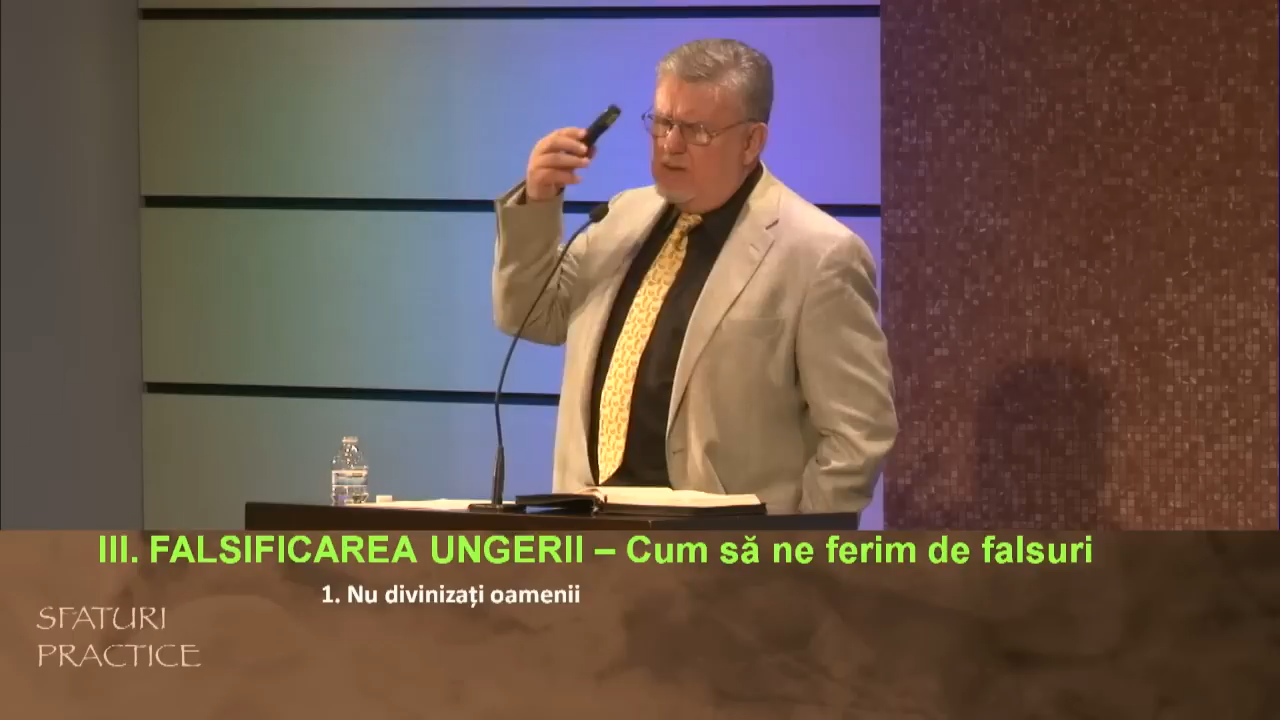 III. FALSIFICAREA UNGERII – Cum să ne ferim de falsuri
1. Nu divinizați oamenii
SFATURI
PRACTICE